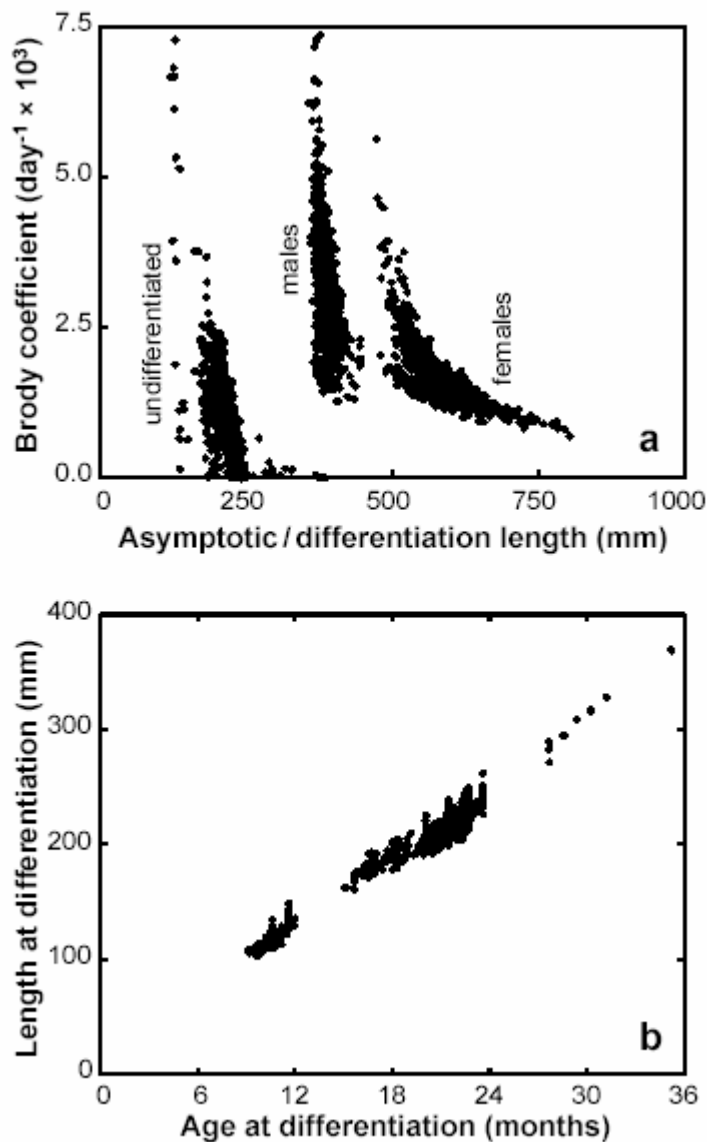 7.5
5.0
2.5
0.0
Brody coefficient (day⁻¹ × 10³)
undifferentiated
males
females
a
0 250 500 750 1000
Asymptotic / differentiation length (mm)
400
300
200
100
0
Length at differentiation (mm)
b
0 6 12 18 24 30 36
Age at differentiation (months)